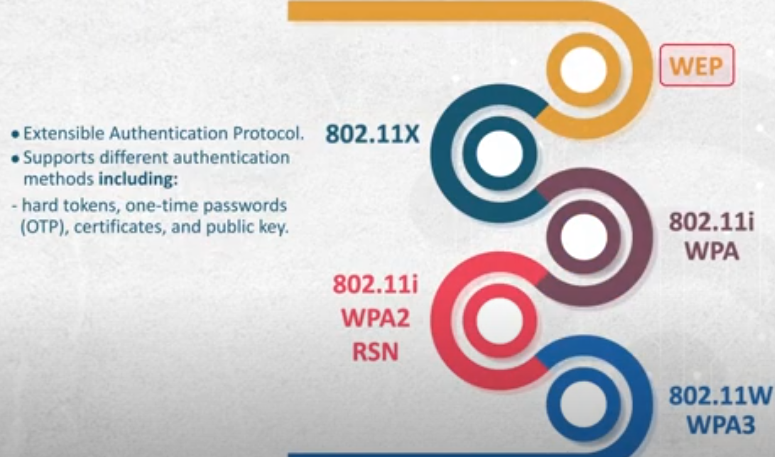 WEP
• Extensible Authentication Protocol.
802.11X
• Supports different authentication
methods including:
- hard tokens, one-time passwords
(OTP), certificates, and public key.
802.11i
WPA
802.11i
WPA2
RSN
802.11W
WPA3